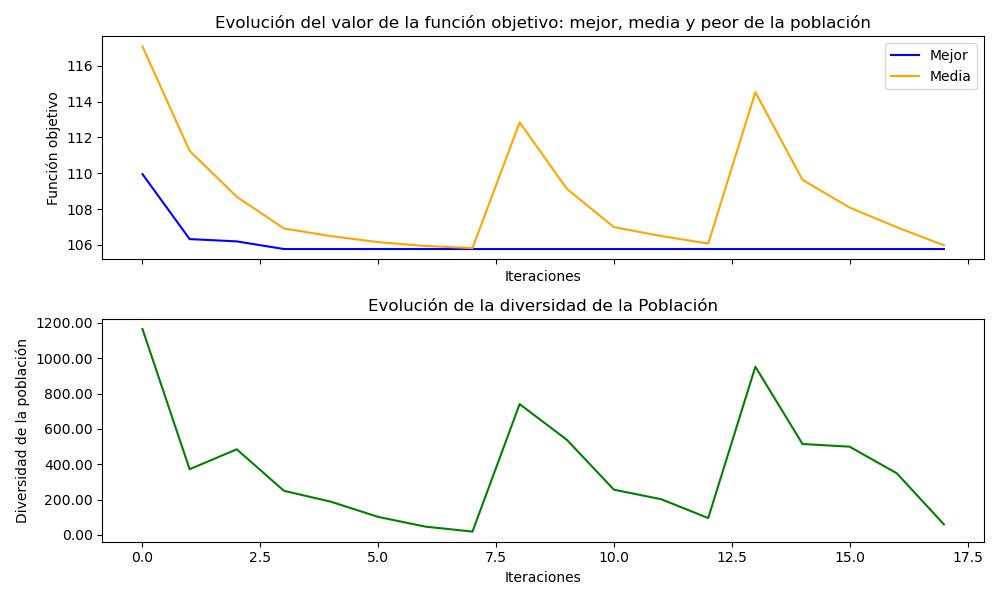 Evolución del valor de la función objetivo: mejor, media y peor de la población
Función objetivo
116
114
112
110
108
106
Mejor
Media
Iteraciones
Evolución de la diversidad de la Población
Diversidad de la población
1200.00
1000.00
800.00
600.00
400.00
200.00
0.00
0.0 2.5 5.0 7.5 10.0 12.5 15.0 17.5
Iteraciones